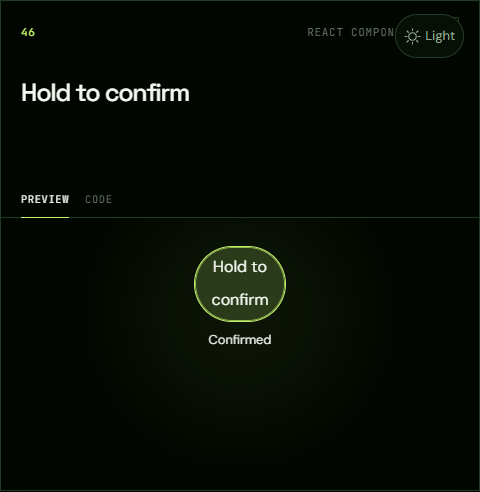 46
REACT COMPON
Light
Hold to confirm
PREVIEW
CODE
Hold to
confirm
Confirmed